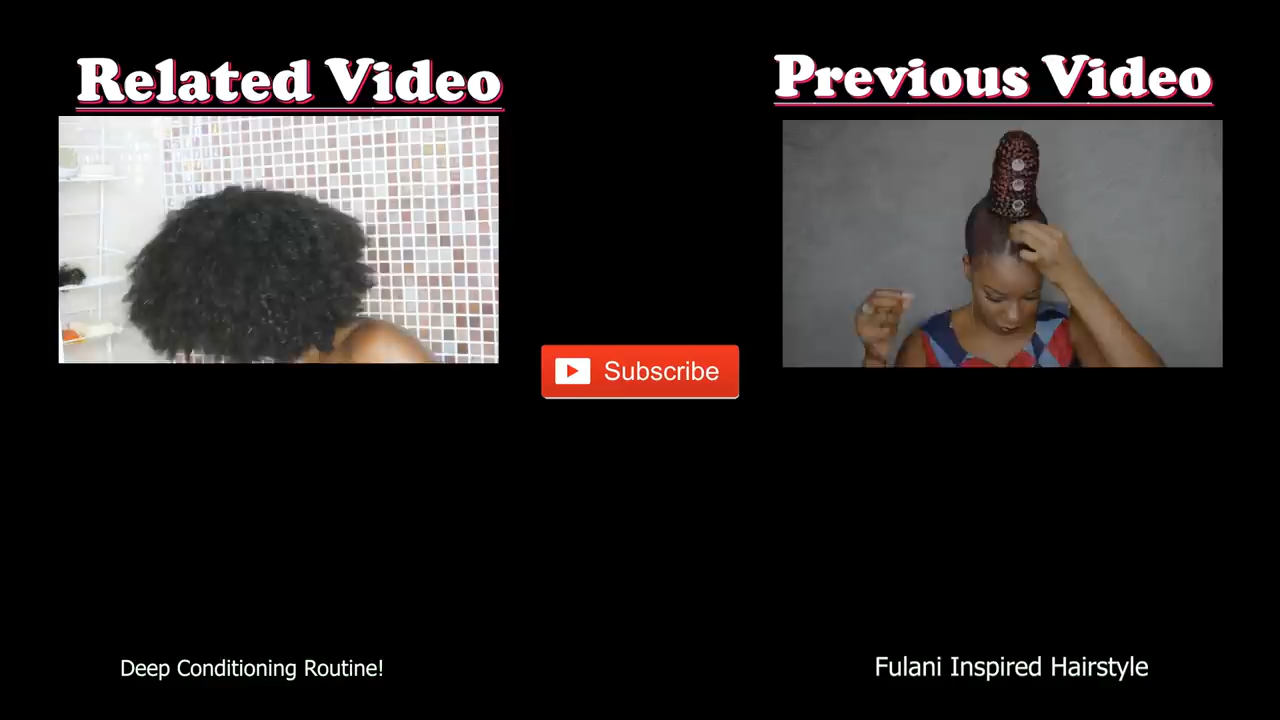 Related Video
Previous Video
Subscribe
Deep Conditioning Routine!
Fulani Inspired Hairstyle